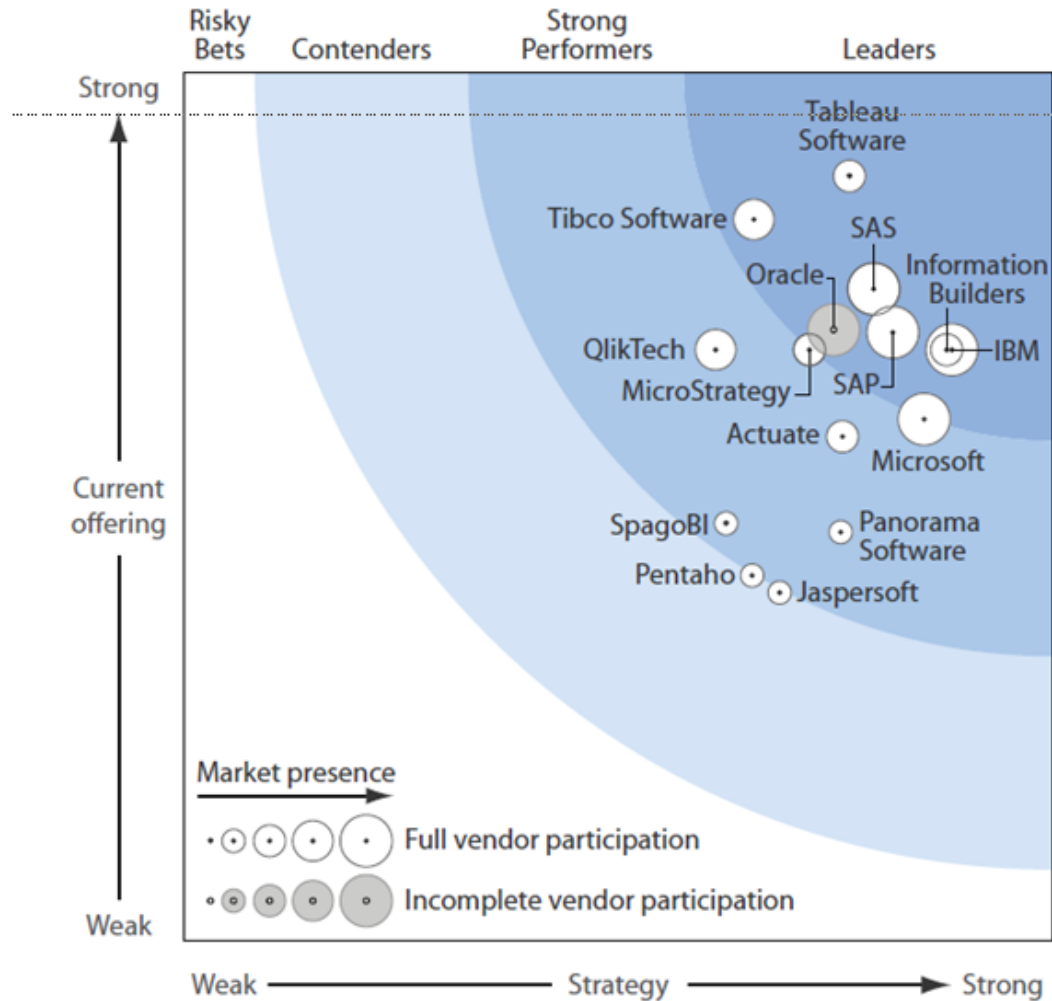 Risky
Bets
Contenders
Strong
Performers
Leaders
Strong
Tableau
Software
Tibco Software
SAS
Oracle
Information
Builders
QlikTech
IBM
MicroStrategy
SAP
Actuate
Microsoft
Current
offering
SpagoBI
Panorama
Software
Pentaho
Jaspersoft
Market presence
Full vendor participation
Incomplete vendor participation
Weak
Weak
Strategy
Strong